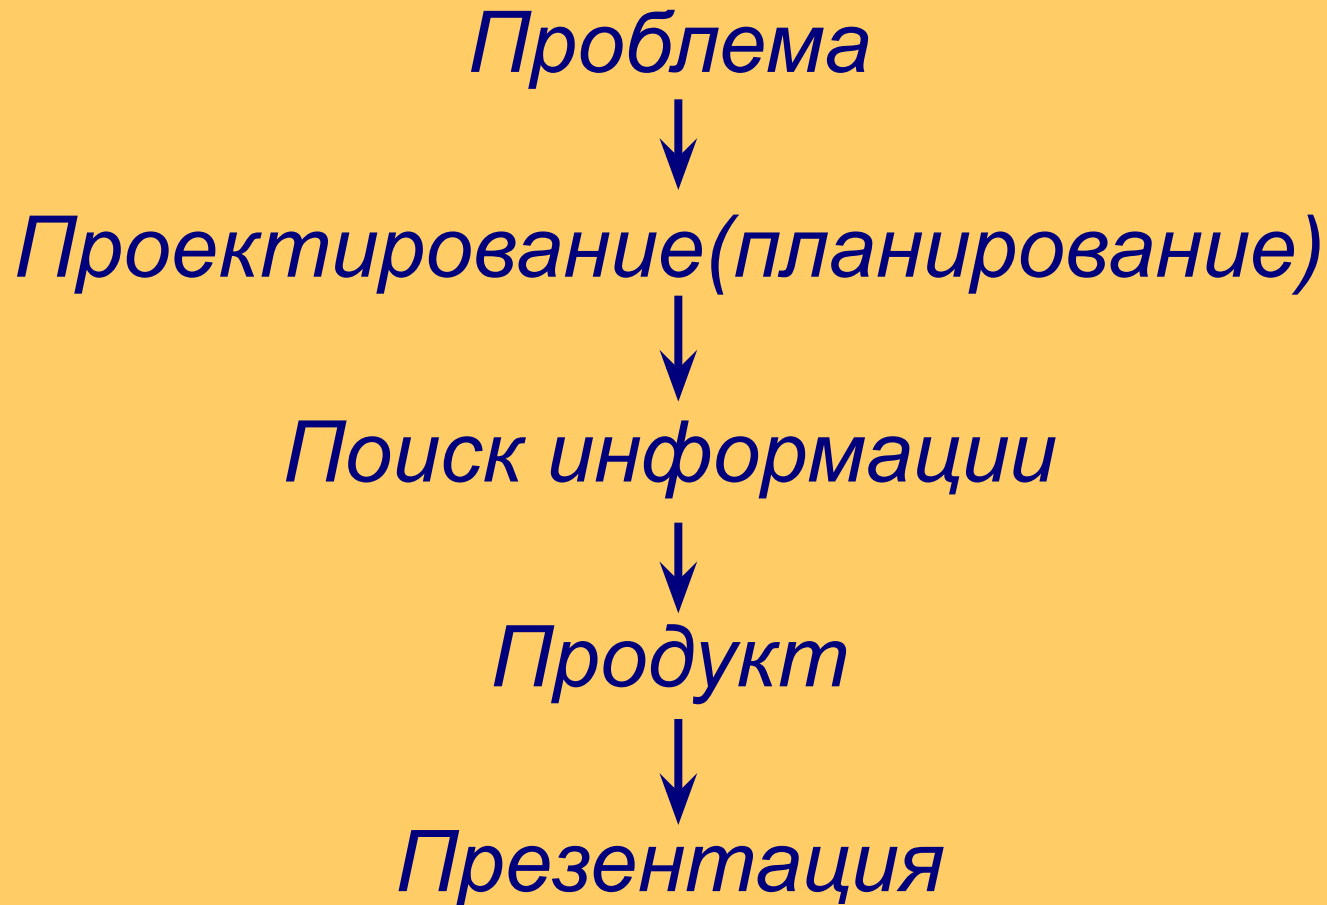 Проблема
Проектирование(планирование)
Поиск информации
Продукт
Презентация